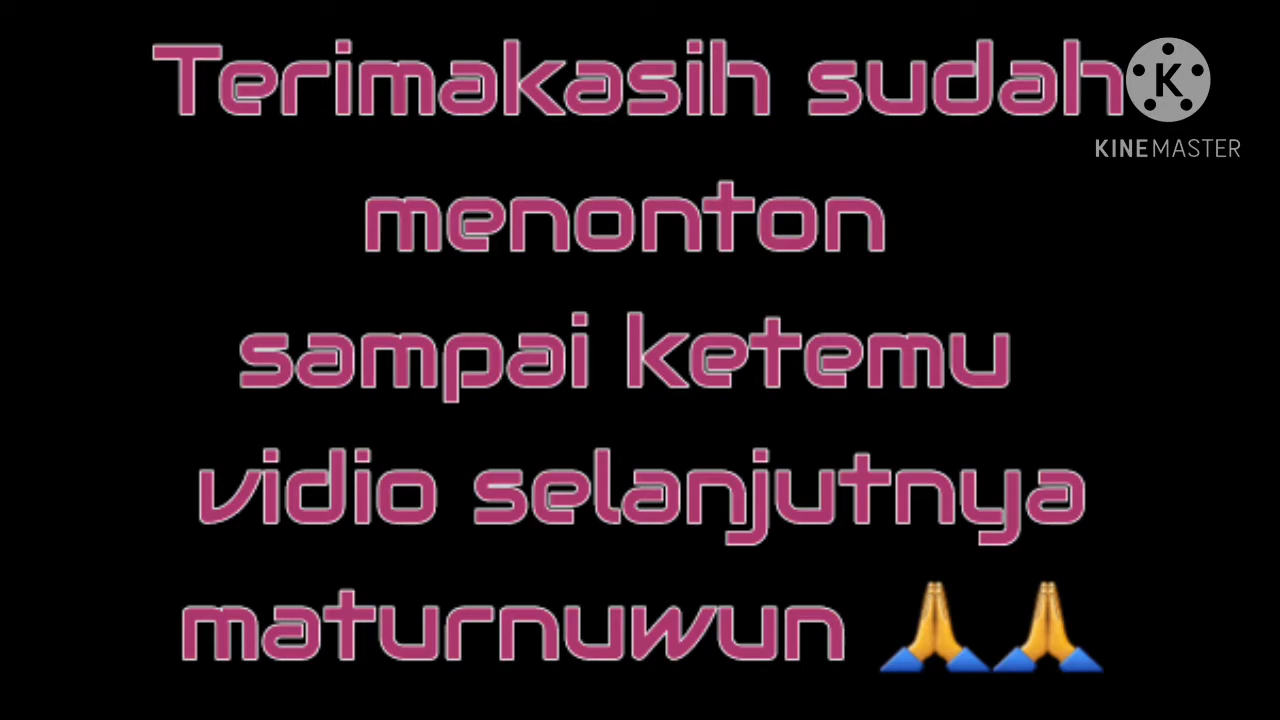 Terimakasih sudah
K
KINEMASTER
menonton
sampai ketemu
vidio selanjutnya
maturnuwun 🙏🙏